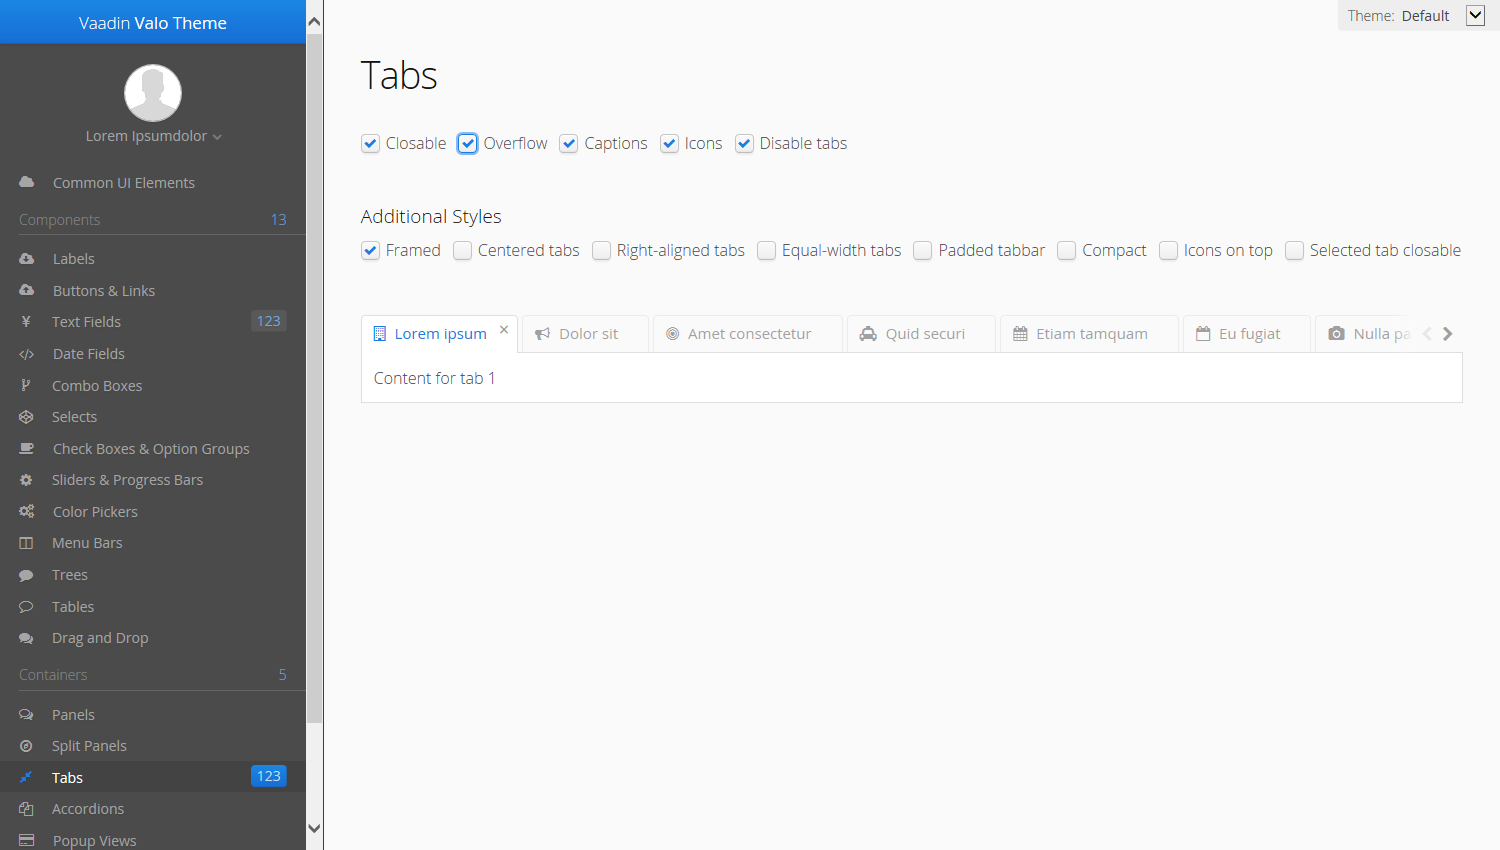 Vaadin Valo Theme
Lorem Ipsumdolor
Common UI Elements
Components 13
Labels
Buttons & Links
Text Fields 123
Date Fields
Combo Boxes
Selects
Check Boxes & Option Groups
Sliders & Progress Bars
Color Pickers
Menu Bars
Trees
Tables
Drag and Drop
Containers 5
Panels
Split Panels
Tabs 123
Accordions
Popup Views
Theme: Default
Tabs
Closable Overflow Captions Icons Disable tabs
Additional Styles
Framed Centered tabs Right-aligned tabs Equal-width tabs Padded tabbar Compact Icons on top Selected tab closable
Lorem ipsum Dolor sit Amet consectetur Quid securi Etiam tamquam Eu fugiat Nulla pa
Content for tab 1